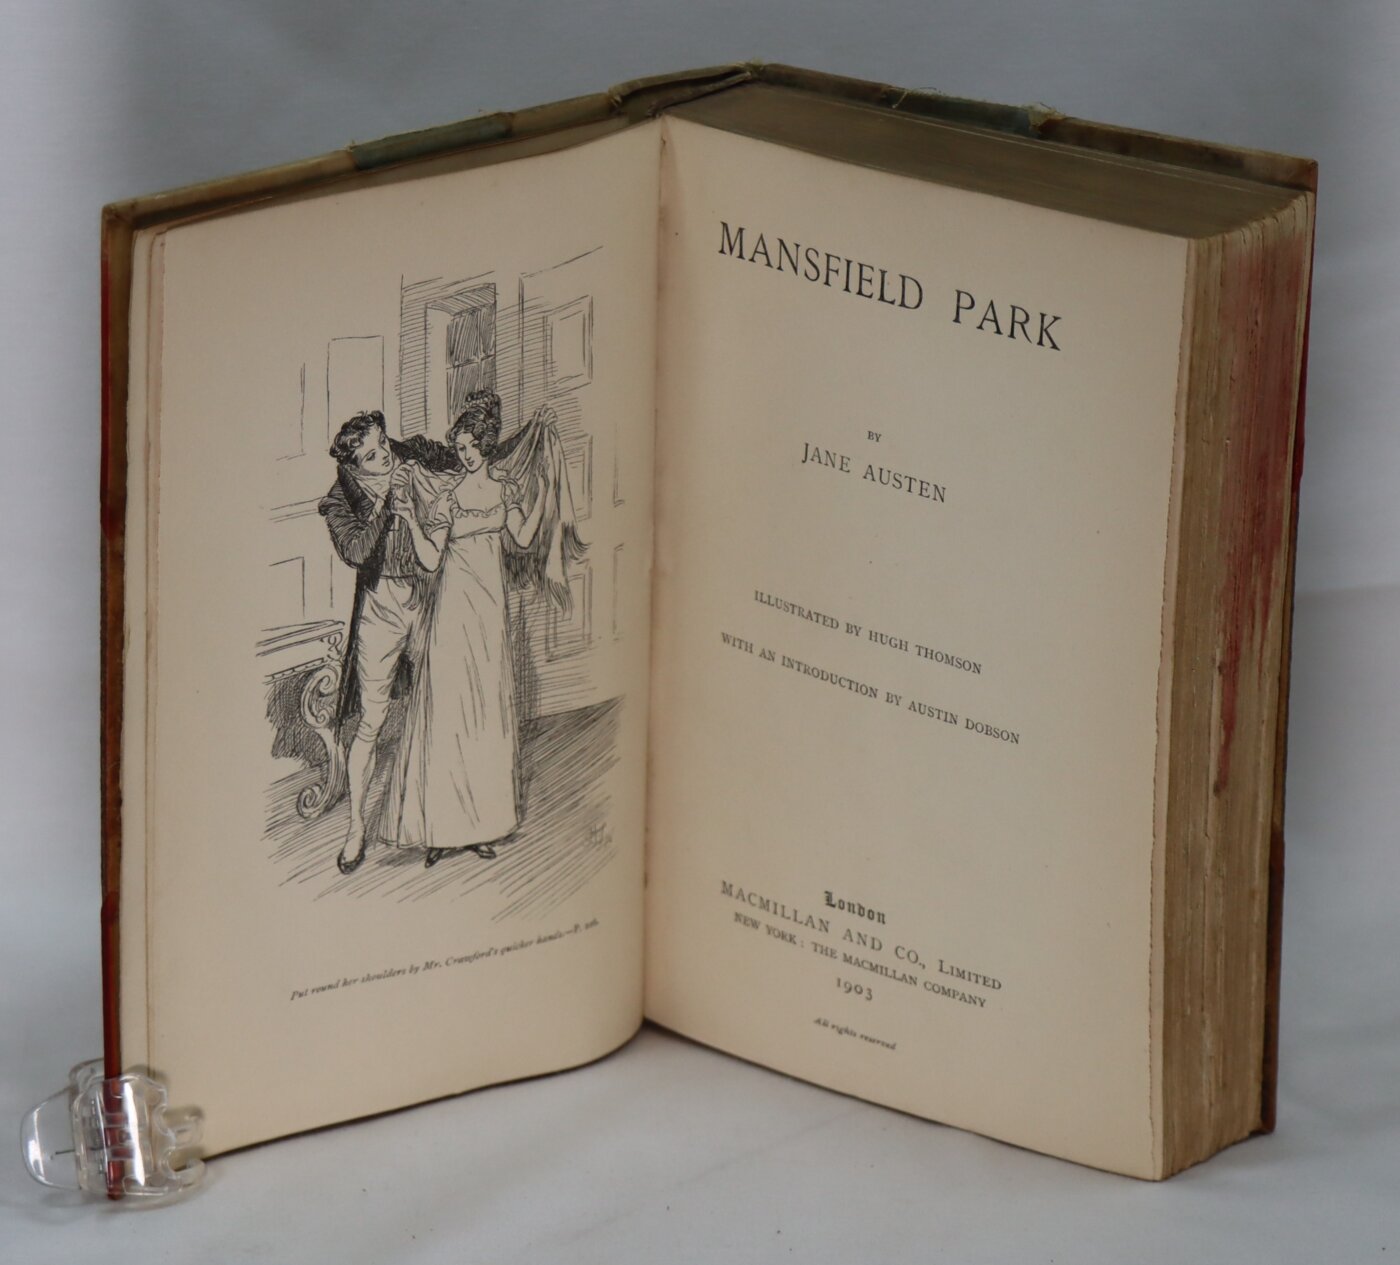 Put round her shoulders by Mr. Crawford's quicker hands.—P.
MANSFIELD PARK
BY
JANE AUSTEN
ILLUSTRATED BY HUGH THOMSON
WITH AN INTRODUCTION BY AUSTIN DOBSON
London
MACMILLAN AND CO., LIMITED
NEW YORK: THE MACMILLAN COMPANY
1903
All rights reserved